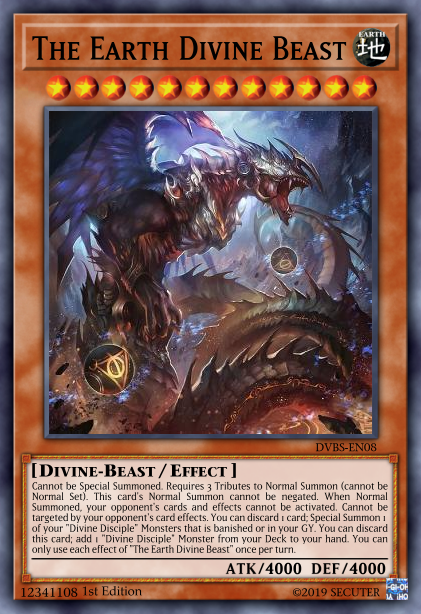 THE EARTH DIVINE BEAST
EARTH
地
DVBS-EN08
[DIVINE-BEAST / EFFECT ]
Cannot be Special Summoned. Requires 3 Tributes to Normal Summon (cannot be
Normal Set). This card's Normal Summon cannot be negated. When Normal
Summoned, your opponent's cards and effects cannot be activated. Cannot be
targeted by your opponent's card effects. You can discard 1 card; Special Summon 1
of your "Divine Disciple" Monsters that is banished or in your GY. You can discard
this card; add 1 "Divine Disciple" Monster from your Deck to your hand. You can
only use each effect of "The Earth Divine Beast" once per turn.
ATK/4000 DEF/4000
12341108 1st Edition
©2019 SECUTER